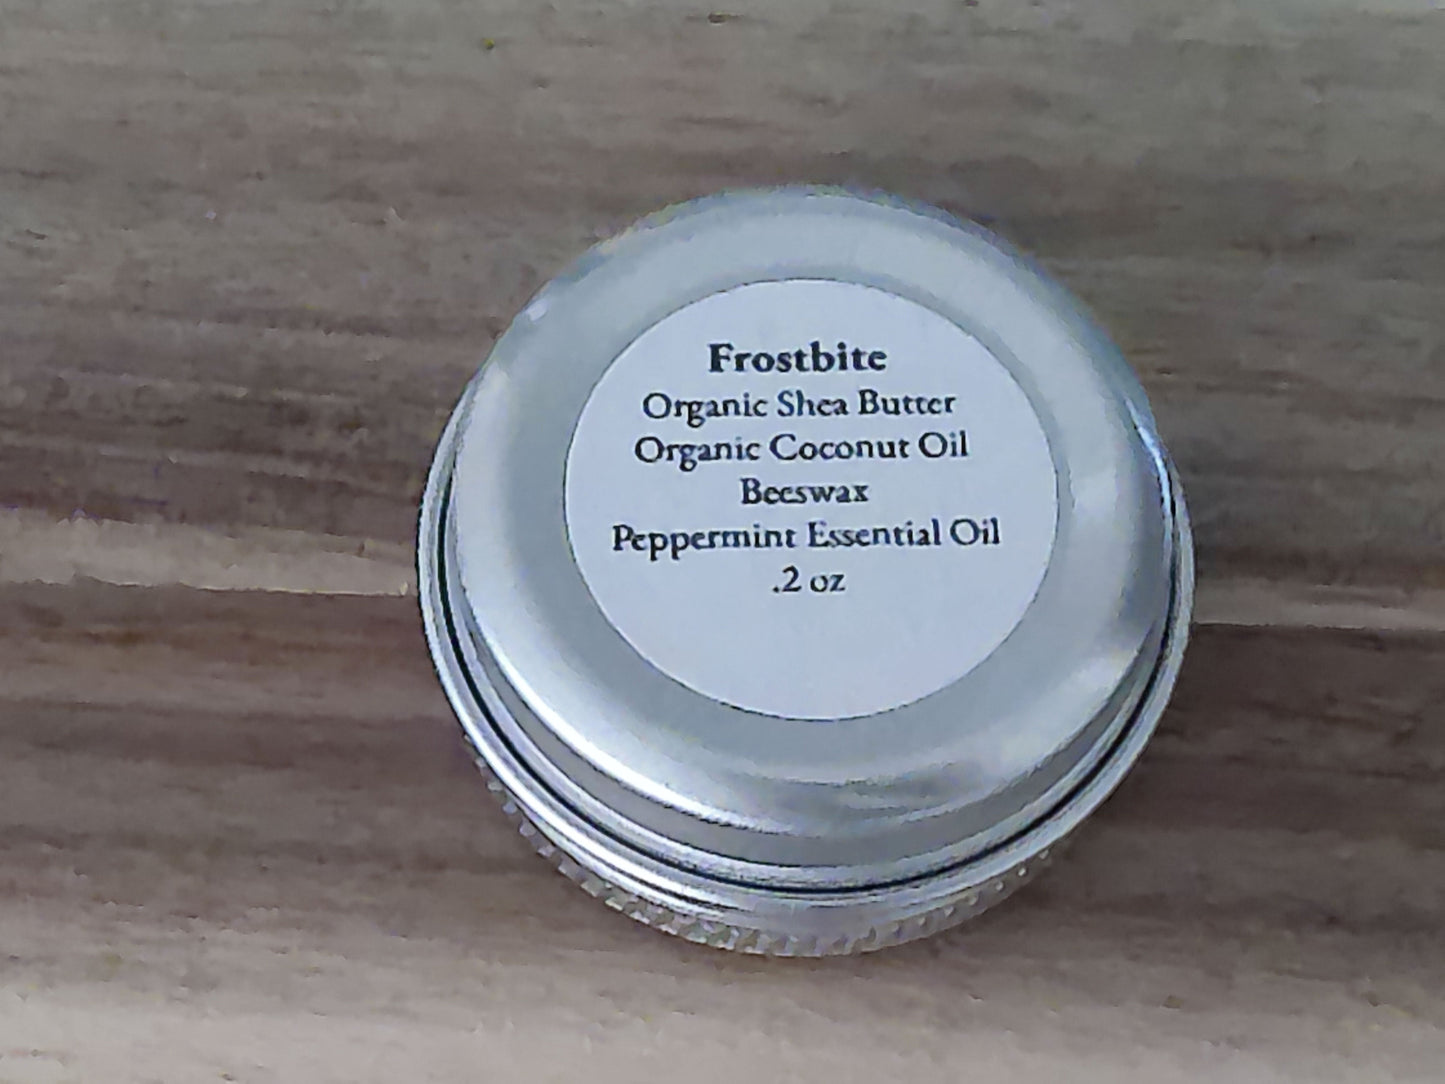 Frostbite
Organic Shea Butter
Organic Coconut Oil
Beeswax
Peppermint Essential Oil
.2 oz